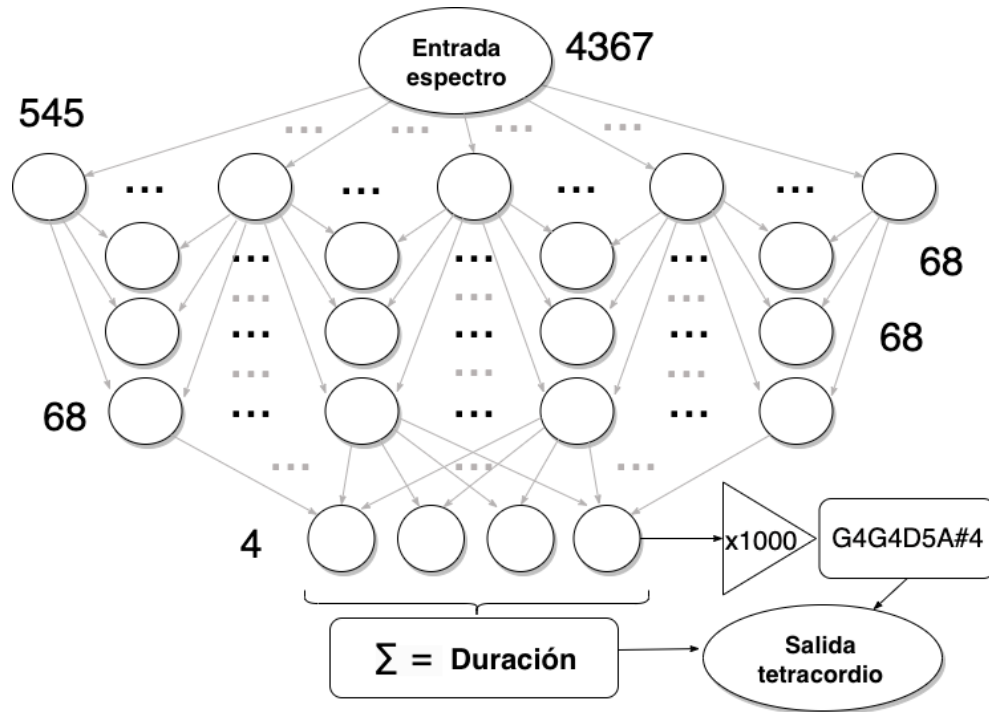 Entrada
espectro
4367
545
68
68
68
4
x1000
G4G4D5A#4
Σ = Duración
Salida
tetracordio